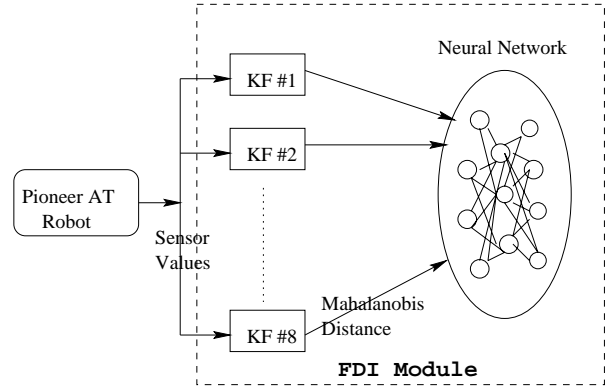 Neural Network
KF #1
KF #2
Pioneer AT
Robot
Sensor
Values
KF #8
Mahalanobis
Distance
FDI Module